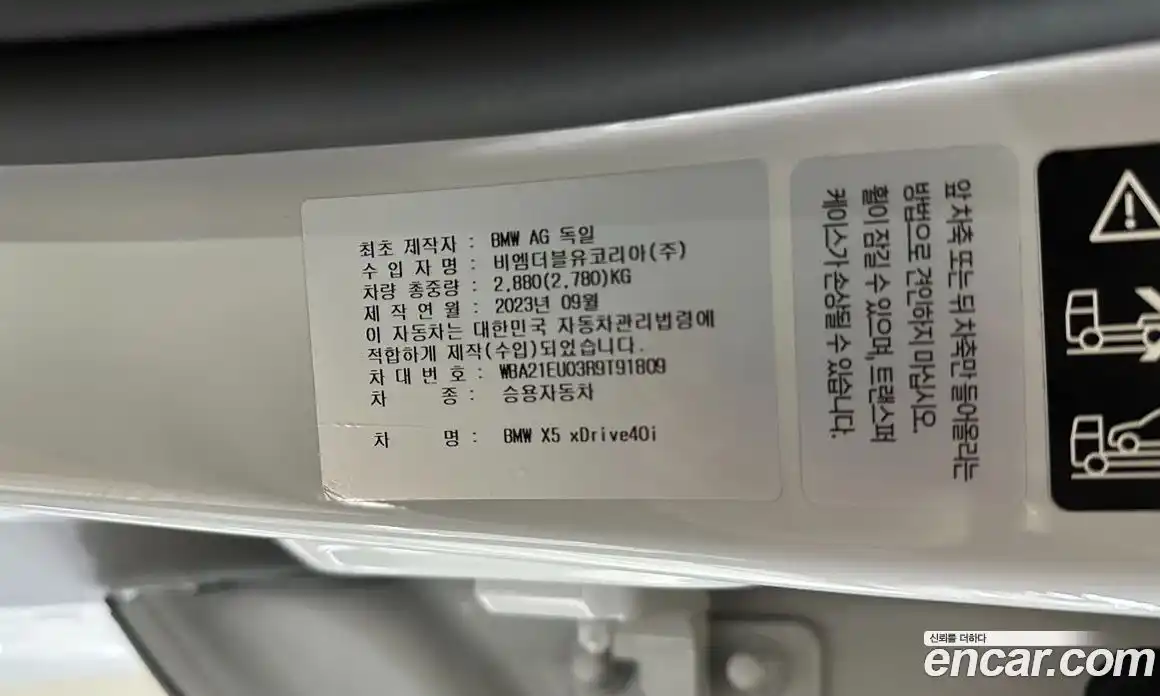 최초 제작자 : BMW AG 독일
수 입 자 명 : 비엠더블유코리아(주)
차량 총중량 : 2,880(2,780)KG
제 작 연 월 : 2023년 09월
이 자동차는 대한민국 자동차관리법령에
적합하게 제작(수입)되었습니다.
차 대 번 호 : WBA21EU03R9T91809
차 종 : 승용자동차
차 명 : BMW X5 xDrive40i
앞 차축 또는 뒤 차축만 들어올리는
방법으로 견인하지 마십시오.
휠이 잠길 수 있으며, 트랜스퍼
케이스가 손상될 수 있습니다.
신뢰를 더하다
encar.com